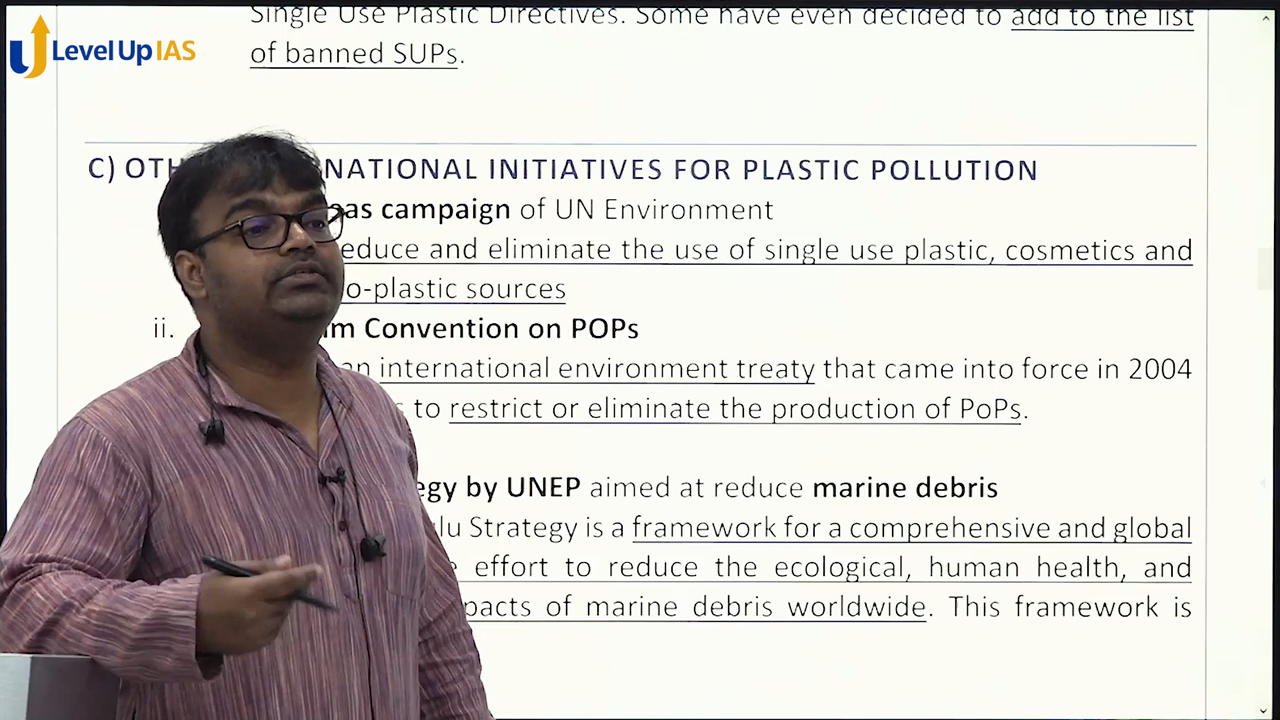 Single Use Plastic Directives. Some have even decided to add to the list
of banned SUPs.
Level Up IAS
C) OTH NATIONAL INITIATIVES FOR PLASTIC POLLUTION
eas campaign of UN Environment
educe and eliminate the use of single use plastic, cosmetics and
o-plastic sources
ii. lm Convention on POPs
an international environment treaty that came into force in 2004
s to restrict or eliminate the production of PoPs.
egy by UNEP aimed at reduce marine debris
lu Strategy is a framework for a comprehensive and global
e effort to reduce the ecological, human health, and
pacts of marine debris worldwide. This framework is